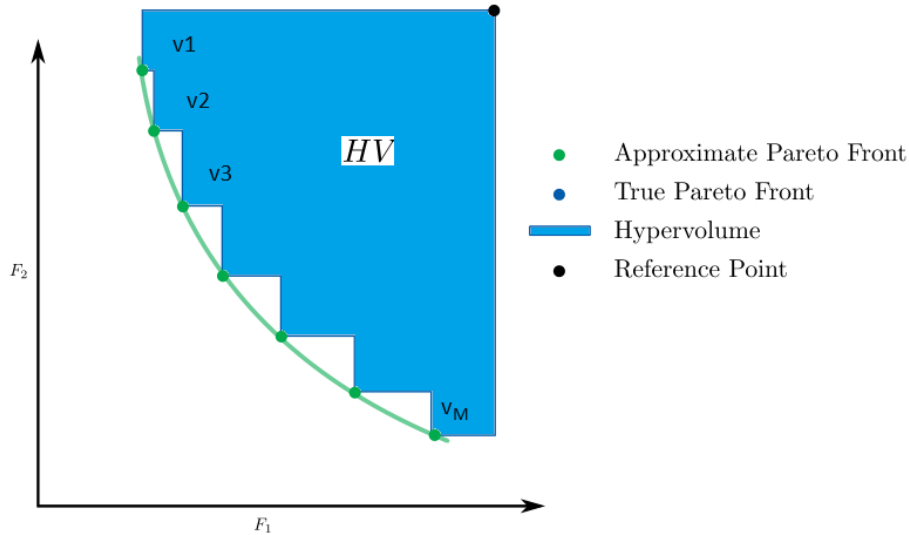 v1
v2
v3
HV
v_M
F_2
F_1
Approximate Pareto Front
True Pareto Front
Hypervolume
Reference Point